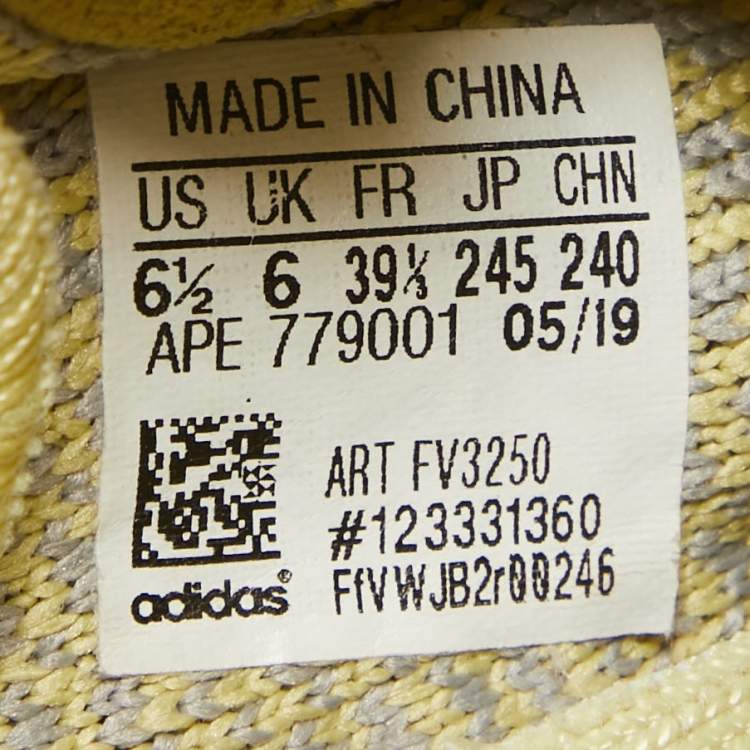 MADE IN CHINA
US UK FR JP CHN
6½ 6 39⅓ 245 240
APE 779001 05/19
ART FV3250
#123331360
FfVWJB2r00246
adidas®